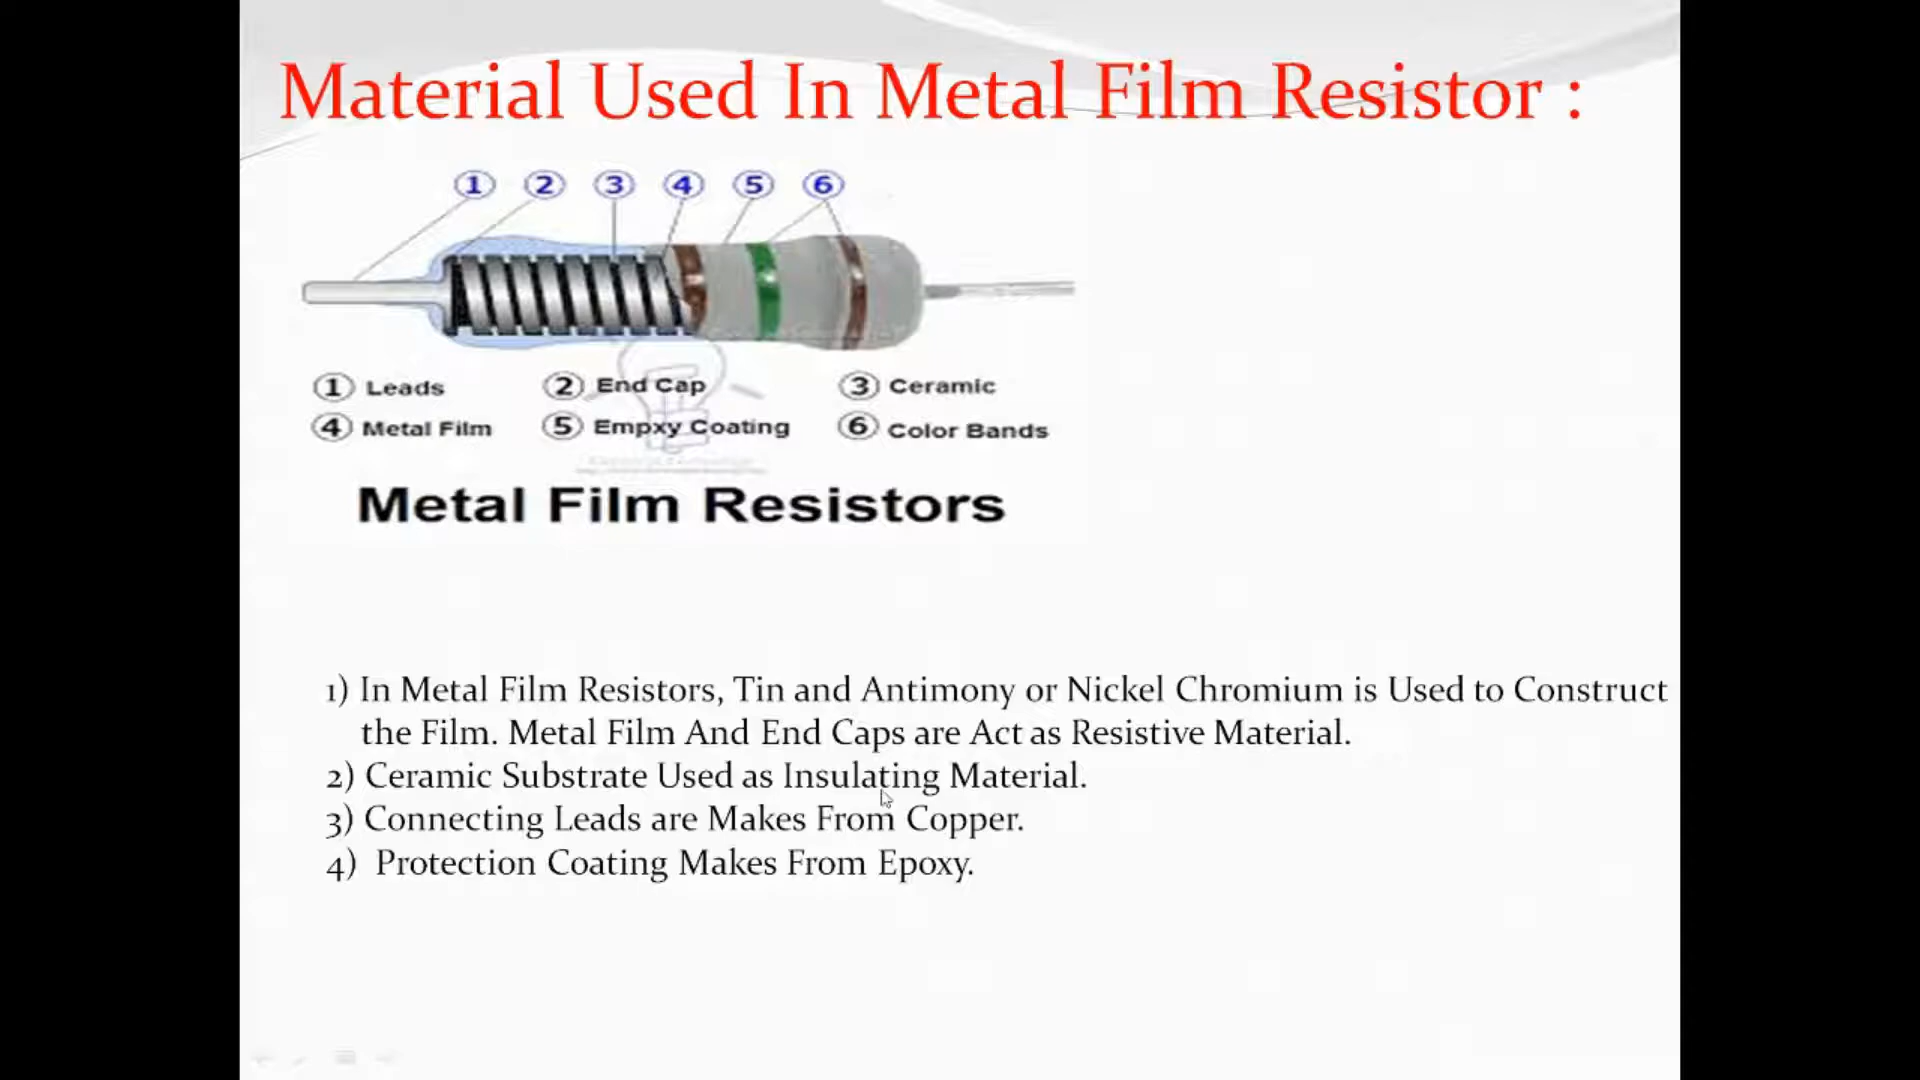 Material Used In Metal Film Resistor :
① ② ③ ④ ⑤ ⑥
① Leads ② End Cap ③ Ceramic
④ Metal Film ⑤ Empxy Coating ⑥ Color Bands
Metal Film Resistors
1) In Metal Film Resistors, Tin and Antimony or Nickel Chromium is Used to Construct
the Film. Metal Film And End Caps are Act as Resistive Material.
2) Ceramic Substrate Used as Insulating Material.
3) Connecting Leads are Makes From Copper.
4) Protection Coating Makes From Epoxy.